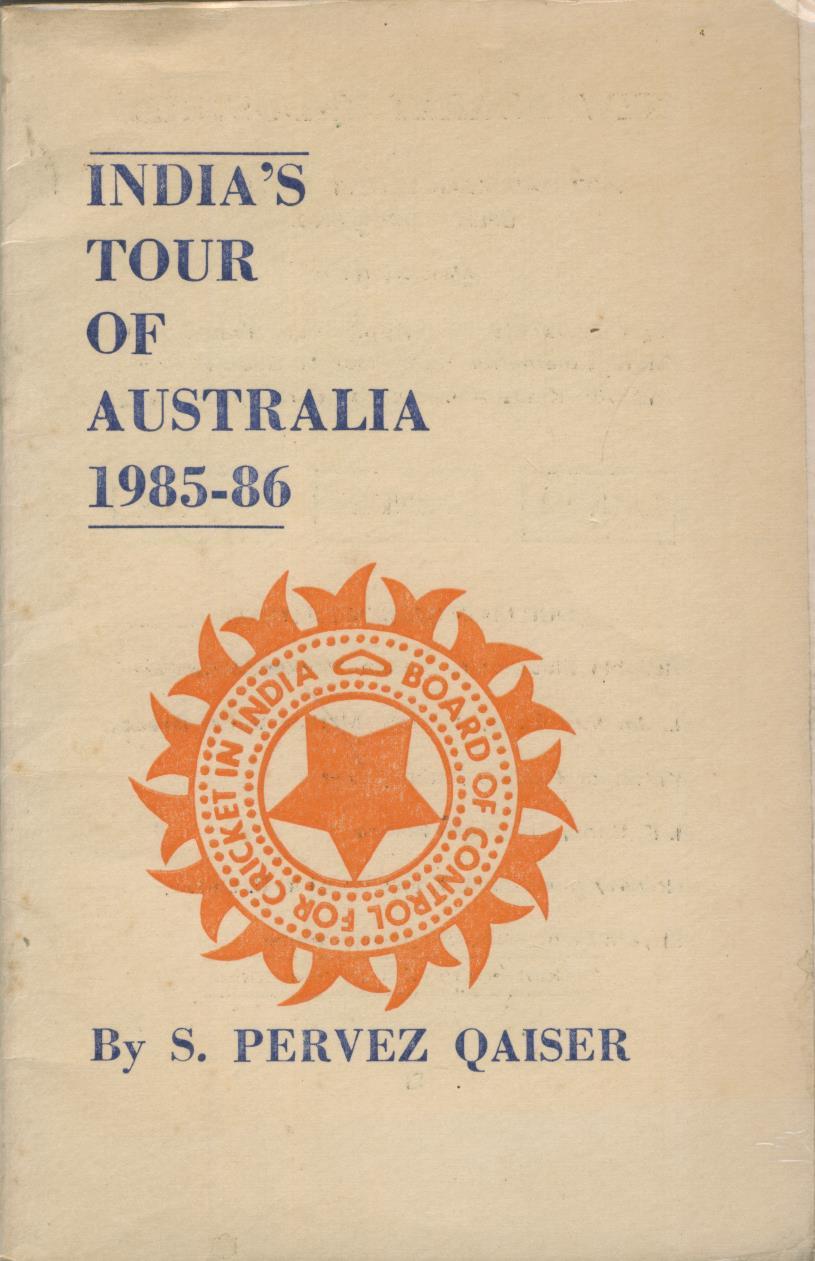 INDIA'S
TOUR
OF
AUSTRALIA
1985-86
BOARD OF CONTROL FOR CRICKET IN INDIA
By S. PERVEZ QAISER